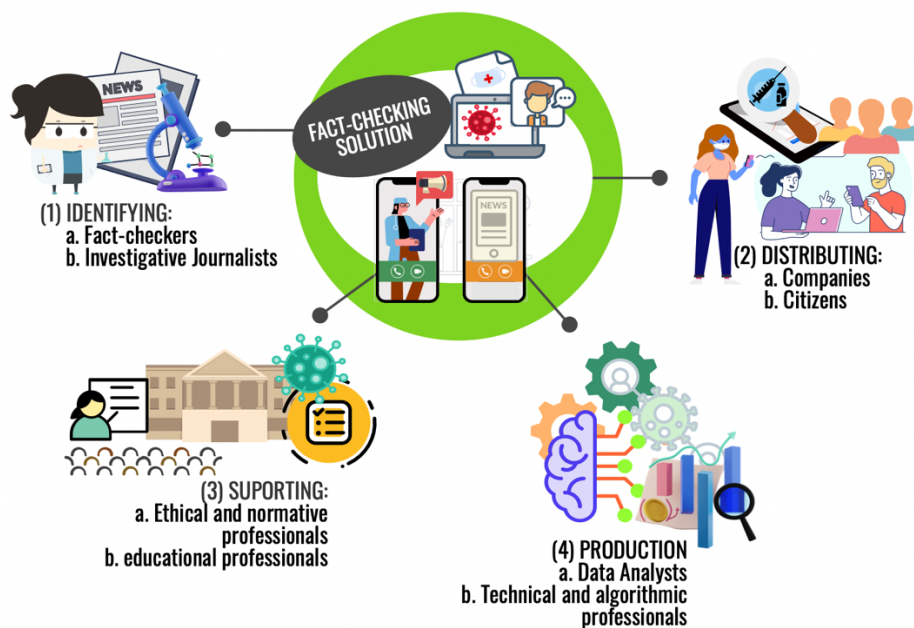 FACT-CHECKING
SOLUTION
NEWS
NEWS
(1) IDENTIFYING:
a. Fact-checkers
b. Investigative Journalists
(2) DISTRIBUTING:
a. Companies
b. Citizens
(3) SUPORTING:
a. Ethical and normative
professionals
b. educational professionals
(4) PRODUCTION
a. Data Analysts
b. Technical and algorithmic
professionals